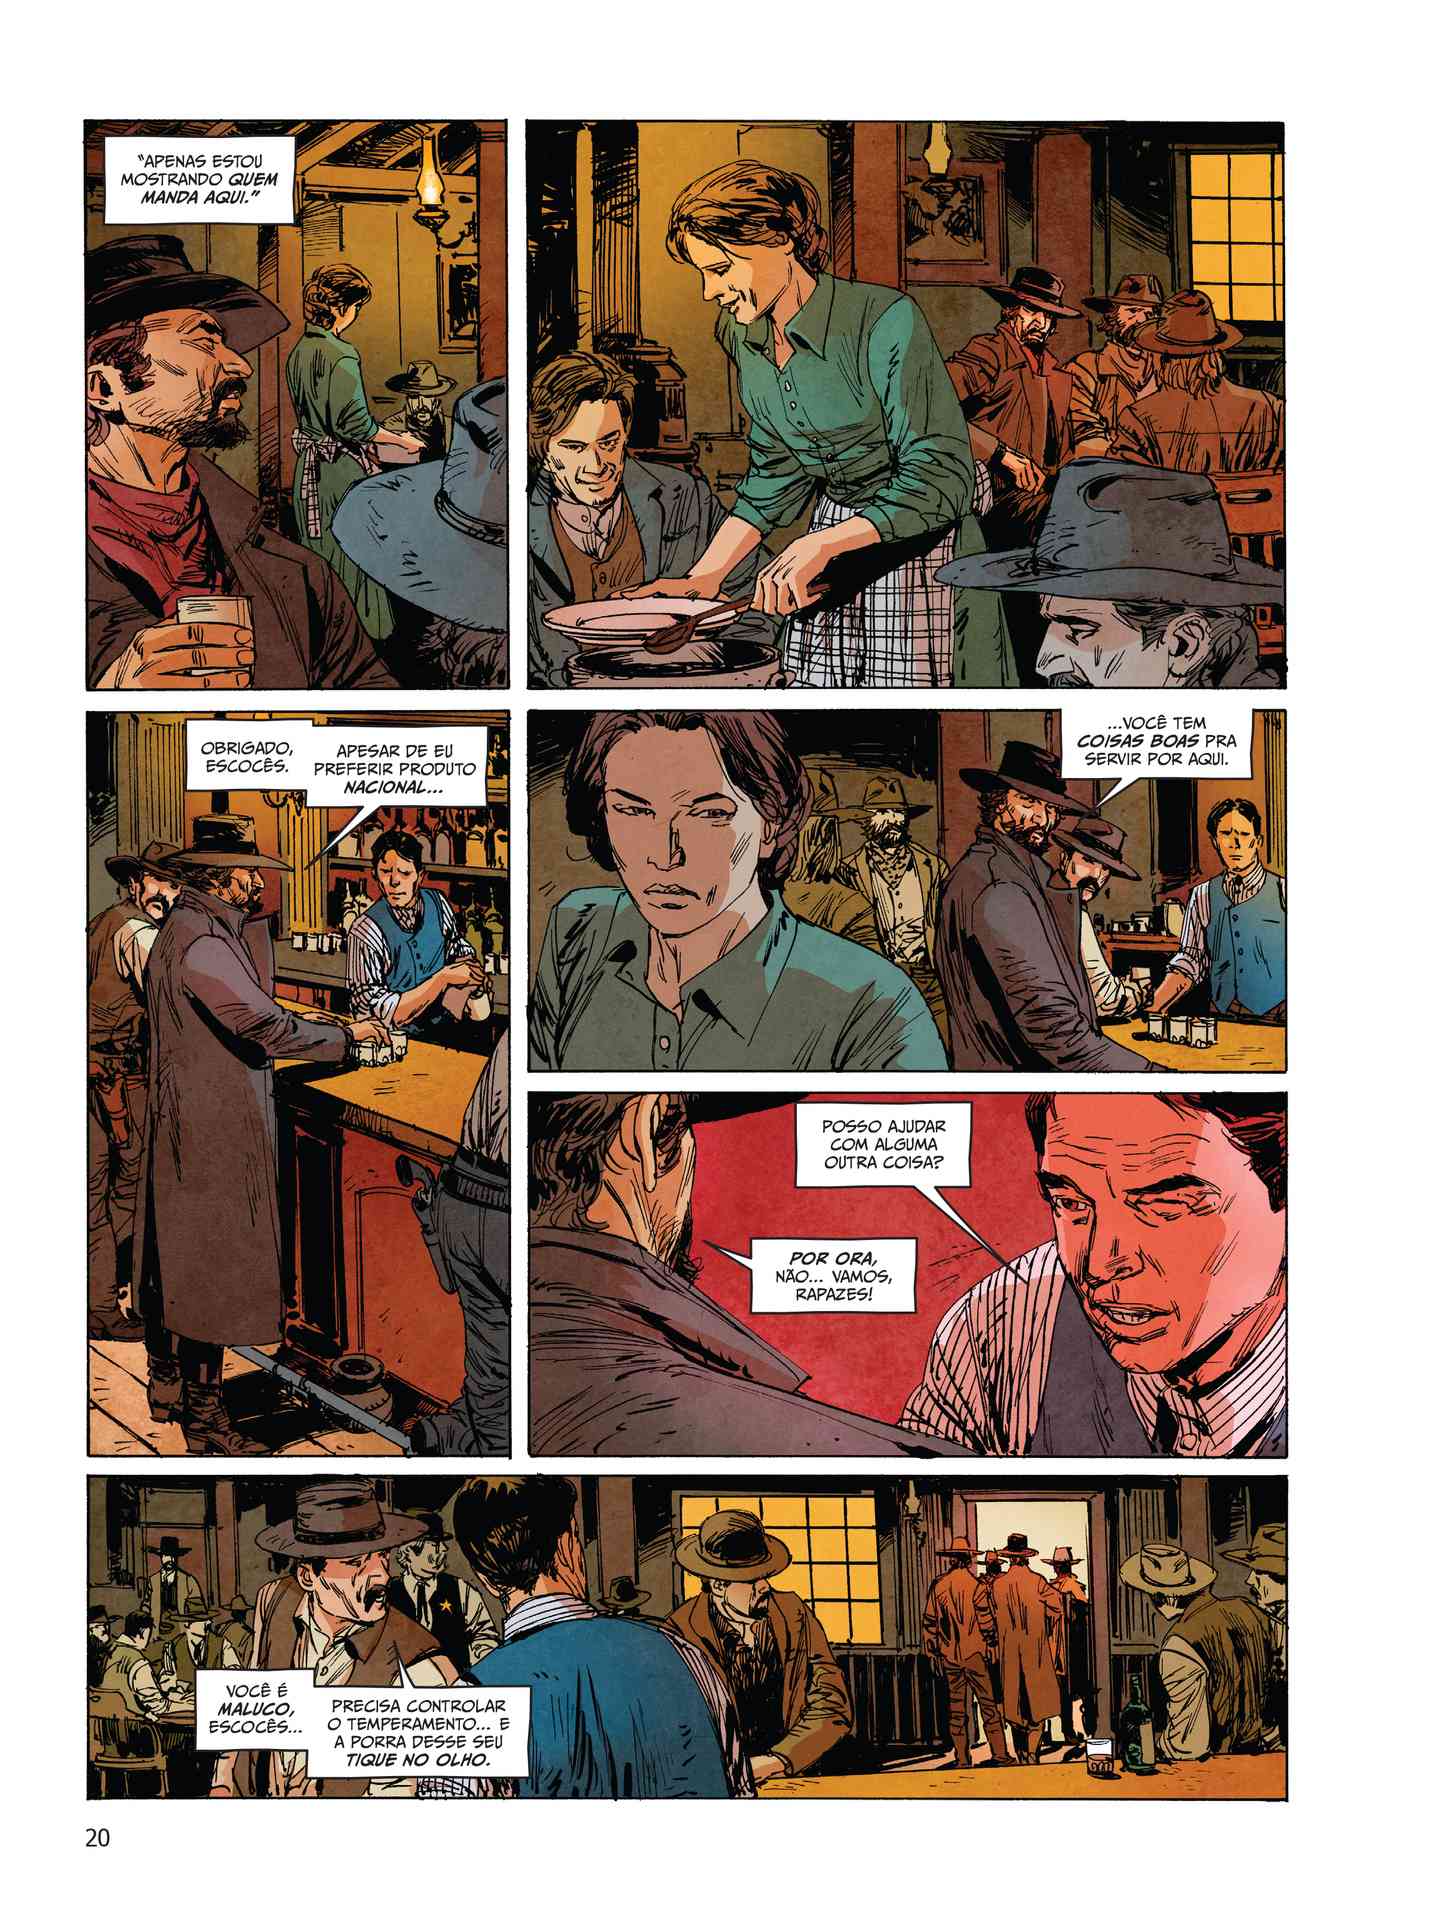 "APENAS ESTOU
MOSTRANDO QUEM
MANDA AQUI."
OBRIGADO,
ESCOCÊS.
APESAR DE EU
PREFERIR PRODUTO
NACIONAL...
...VOCÊ TEM
COISAS BOAS PRA
SERVIR POR AQUI.
POSSO AJUDAR
COM ALGUMA
OUTRA COISA?
POR ORA,
NÃO... VAMOS,
RAPAZES!
VOCÊ É
MALUCO,
ESCOCÊS...
PRECISA CONTROLAR
O TEMPERAMENTO... E
A PORRA DESSE SEU
TIQUE NO OLHO.
20